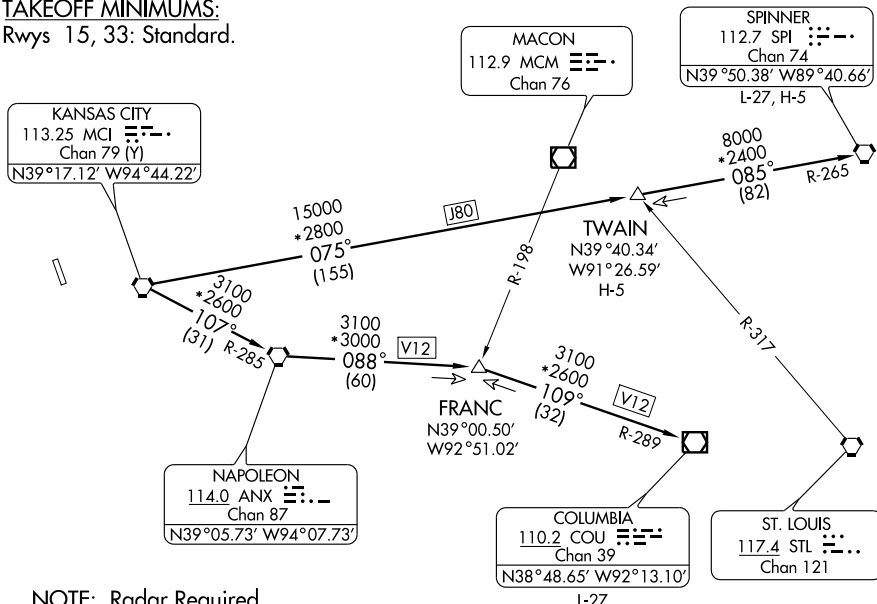 TAKEOFF MINIMUMS:
Rwys 15, 33: Standard.
KANSAS CITY
113.25 MCI
Chan 79 (Y)
N39°17.12' W94°44.22'
MACON
112.9 MCM
Chan 76
SPINNER
112.7 SPI
Chan 74
N39°50.38' W89°40.66'
L-27, H-5
8000
*2400
085°
(82)
R-265
15000
*2800
075°
(155)
J80
TWAIN
N39°40.34'
W91°26.59'
H-5
R-198
R-317
3100
*2600
107°
(31)
R-285
3100
*3000
088°
(60)
V12
FRANC
N39°00.50'
W92°51.02'
3100
*2600
109°
(32)
V12
R-289
NAPOLEON
114.0 ANX
Chan 87
N39°05.73' W94°07.73'
COLUMBIA
110.2 COU
Chan 39
N38°48.65' W92°13.10'
L-27
ST. LOUIS
117.4 STL
Chan 121
NOTE: Radar Required